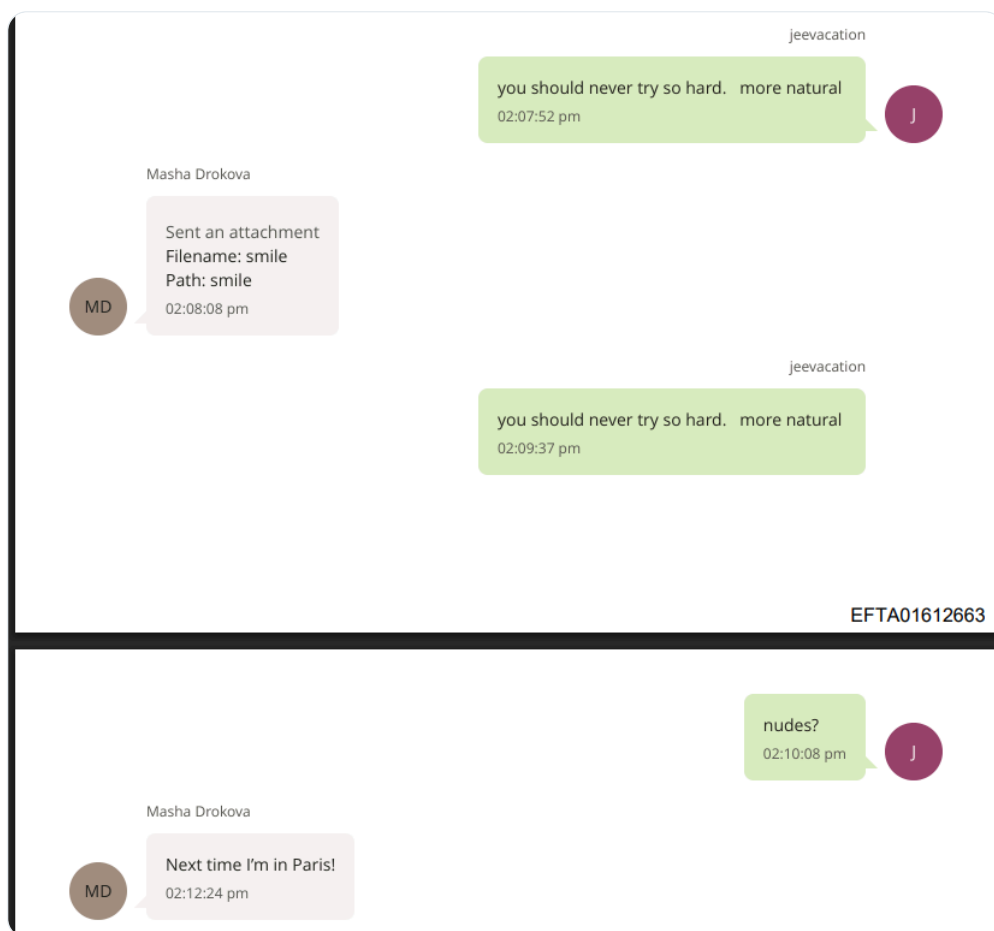 jeevacation
you should never try so hard.   more natural
02:07:52 pm
J
Masha Drokova
Sent an attachment
Filename: smile
Path: smile
02:08:08 pm
MD
jeevacation
you should never try so hard.   more natural
02:09:37 pm
EFTA01612663
nudes?
02:10:08 pm
J
Masha Drokova
Next time I’m in Paris!
02:12:24 pm
MD